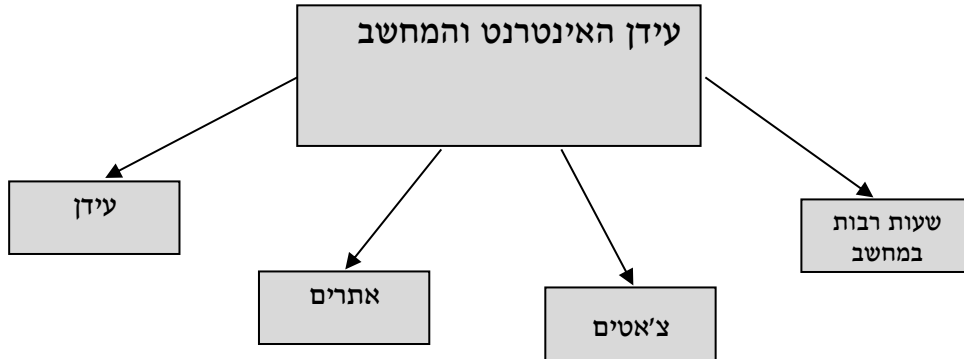 עידן האינטרנט והמחשב
שעות רבות
במחשב
צ'אטים
אתרים
עידן